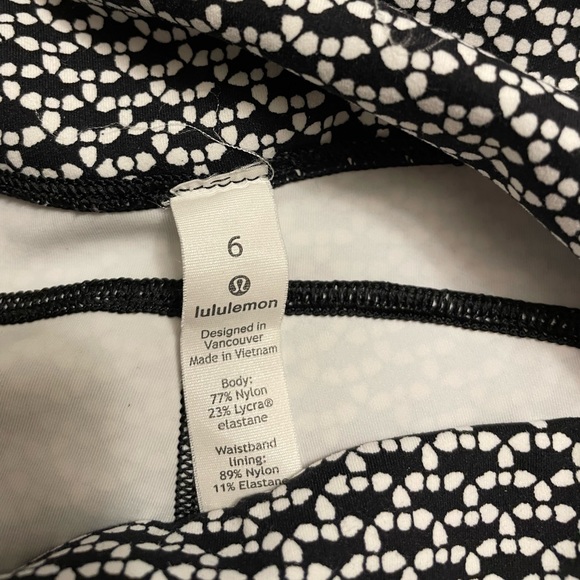 6
lululemon
Designed in
Vancouver
Made in Vietnam
Body:
77% Nylon
23% Lycra®
elastane
Waistband
lining:
89% Nylon
11% Elastane